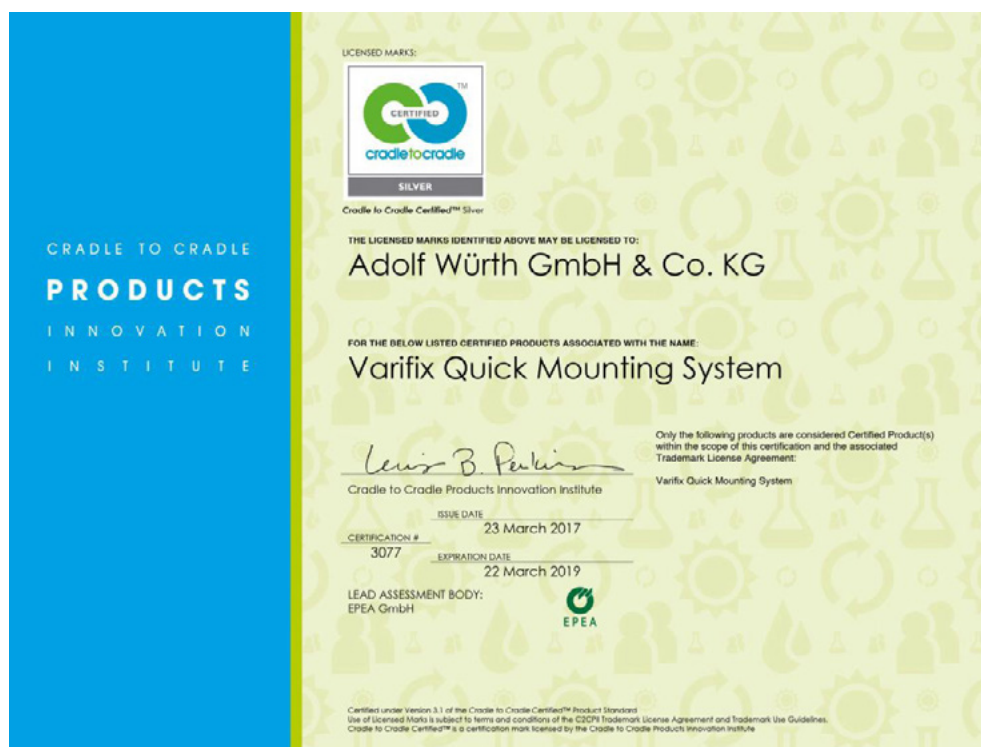 CRADLE TO CRADLE
PRODUCTS
INNOVATION
INSTITUTE
LICENSED MARKS:
TM
CERTIFIED
cradletocradle
SILVER
Cradle to Cradle Certified™ Silver
THE LICENSED MARKS IDENTIFIED ABOVE MAY BE LICENSED TO:
Adolf Würth GmbH & Co. KG
FOR THE BELOW LISTED CERTIFIED PRODUCTS ASSOCIATED WITH THE NAME:
Varifix Quick Mounting System
Lewis B. Perkins
Cradle to Cradle Products Innovation Institute
ISSUE DATE
23 March 2017
CERTIFICATION #
3077
EXPIRATION DATE
22 March 2019
LEAD ASSESSMENT BODY:
EPEA GmbH
EPEA
Only the following products are considered Certified Product(s)
within the scope of this certification and the associated
Trademark License Agreement:
Varifix Quick Mounting System
Certified under Version 3.1 of the Cradle to Cradle Certified™ Product Standard
Use of Licensed Marks is subject to terms and conditions of the C2CPII Trademark License Agreement and Trademark Use Guidelines.
Cradle to Cradle Certified™ is a certification mark licensed by the Cradle to Cradle Products Innovation Institute